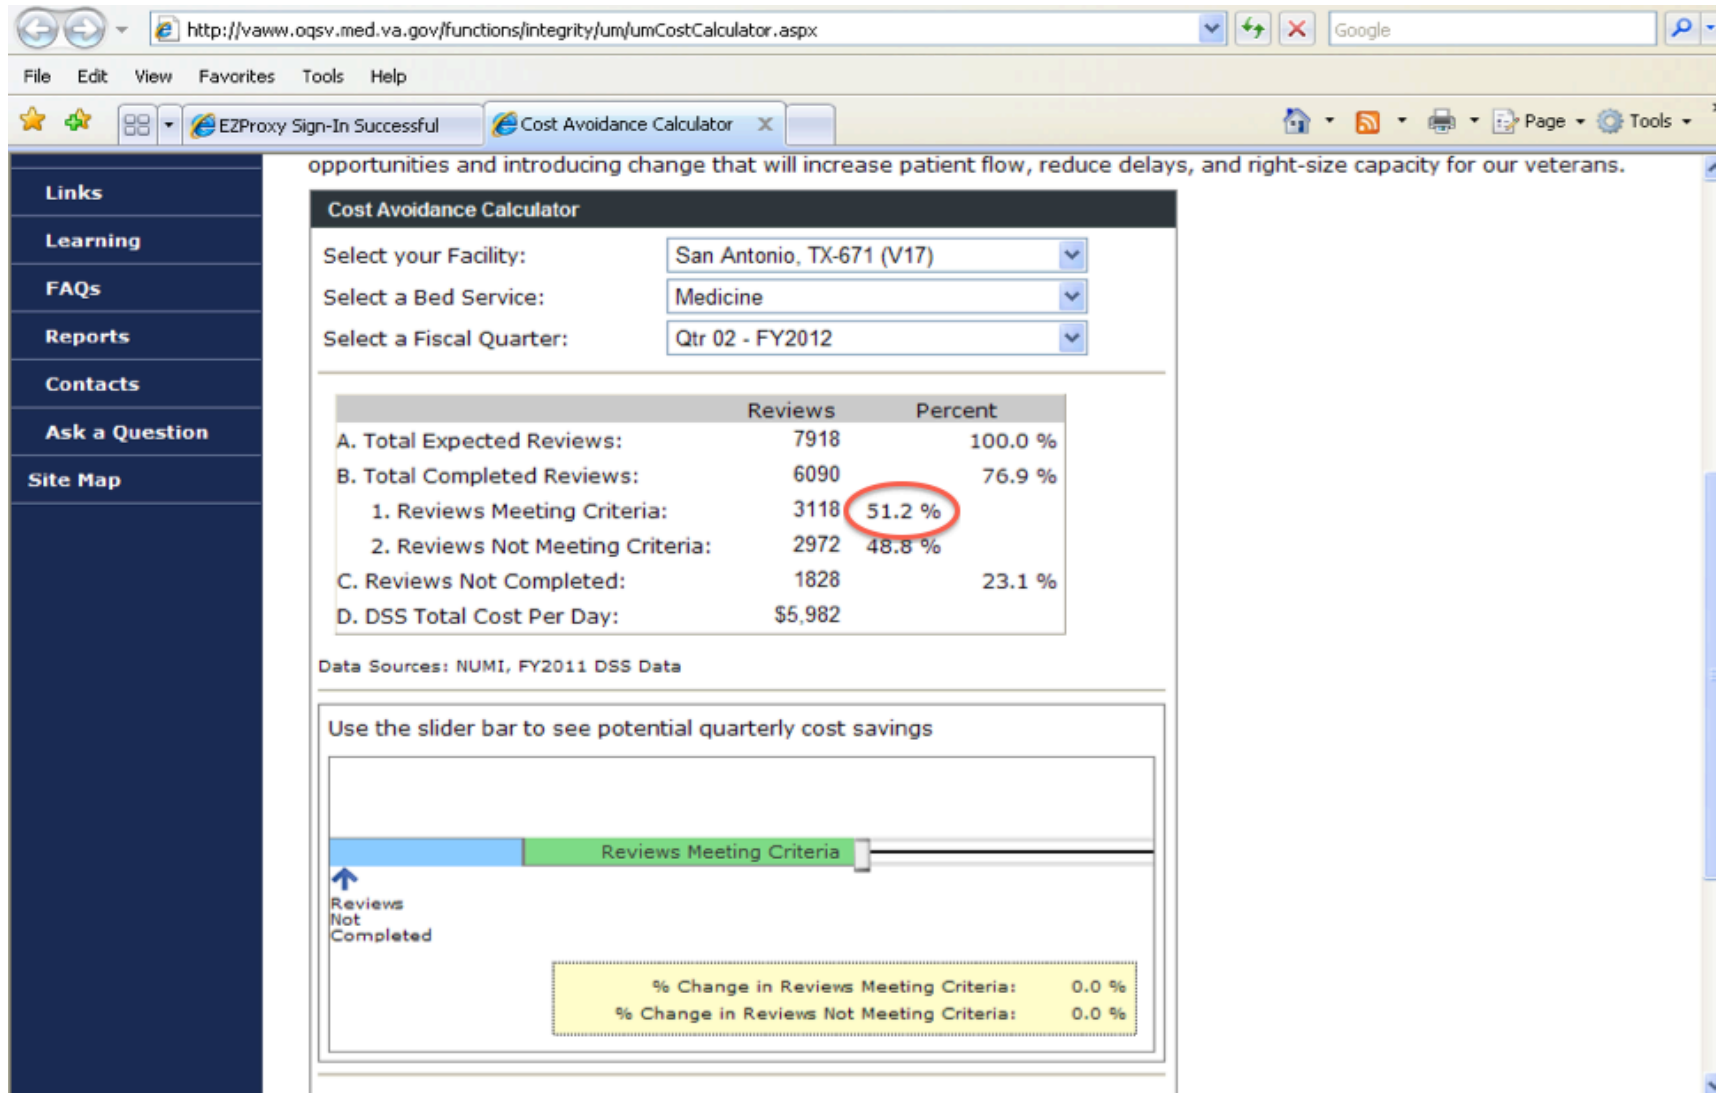 http://vaww.oqsv.med.va.gov/functions/integrity/um/umCostCalculator.aspx
Google
File Edit View Favorites Tools Help
EZProxy Sign-In Successful
Cost Avoidance Calculator
Page
Tools
Links
Learning
FAQs
Reports
Contacts
Ask a Question
Site Map
opportunities and introducing change that will increase patient flow, reduce delays, and right-size capacity for our veterans.
Cost Avoidance Calculator
Select your Facility: San Antonio, TX-671 (V17)
Select a Bed Service: Medicine
Select a Fiscal Quarter: Qtr 02 - FY2012
Reviews Percent
A. Total Expected Reviews: 7918 100.0 %
B. Total Completed Reviews: 6090 76.9 %
1. Reviews Meeting Criteria: 3118 51.2 %
2. Reviews Not Meeting Criteria: 2972 48.8 %
C. Reviews Not Completed: 1828 23.1 %
D. DSS Total Cost Per Day: $5,982
Data Sources: NUMI, FY2011 DSS Data
Use the slider bar to see potential quarterly cost savings
Reviews Meeting Criteria
Reviews
Not
Completed
% Change in Reviews Meeting Criteria: 0.0 %
% Change in Reviews Not Meeting Criteria: 0.0 %